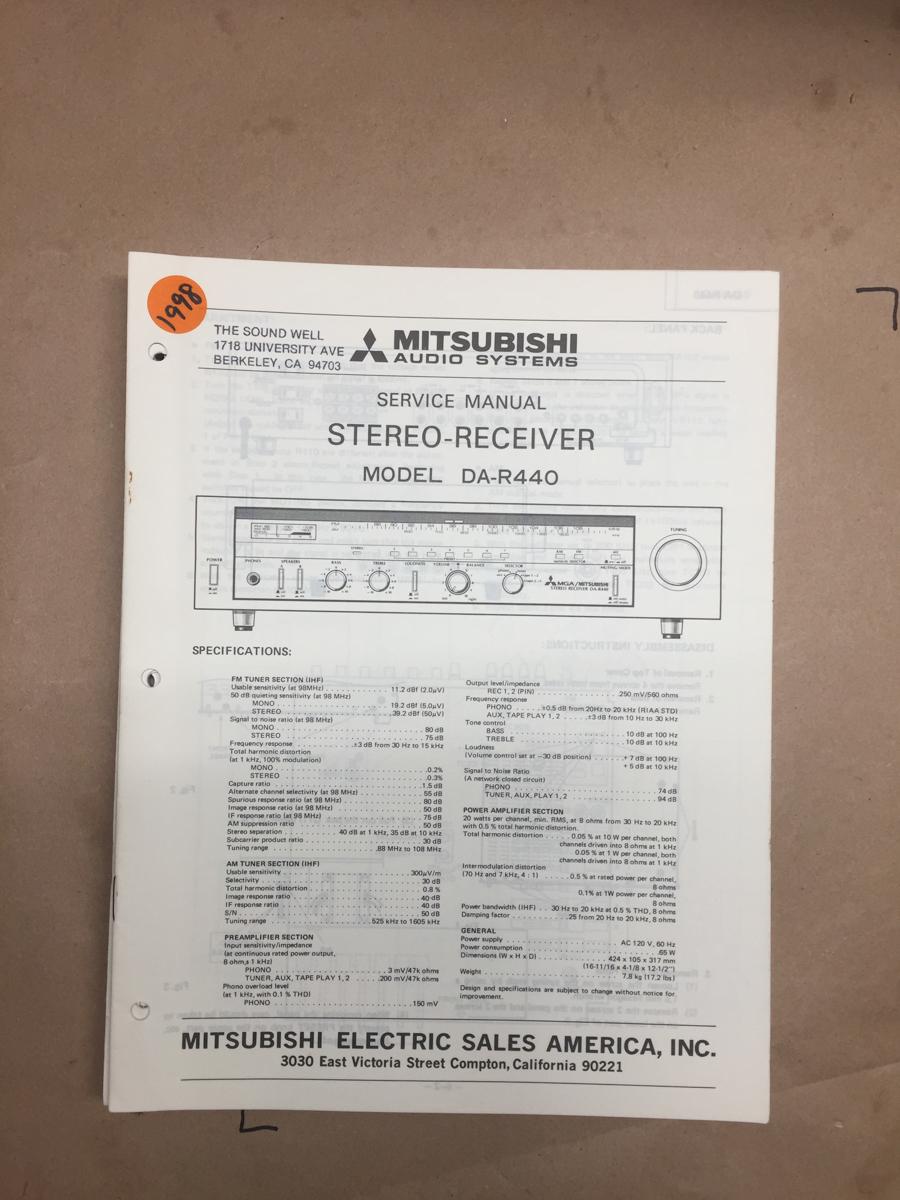 1998
THE SOUND WELL
1718 UNIVERSITY AVE
BERKELEY, CA 94703
MITSUBISHI
AUDIO SYSTEMS
SERVICE MANUAL
STEREO-RECEIVER
MODEL DA-R440
TUNING
STEREO
POWER
PHONES
SPEAKERS
A B
BASS
TREBLE
LOUDNESS
VOLUME
BALANCE
SELECTOR
MANUAL SELECTOR
MUTING MODE
MGA/MITSUBISHI
STEREO RECEIVER DA-R440
SPECIFICATIONS:
FM TUNER SECTION (IHF)
Usable sensitivity (at 98MHz) . . . . . . . . . . . . 11.2 dBf (2.0μV)
50 dB quieting sensitivity (at 98 MHz)
MONO . . . . . . . . . . . . . . . . . . . . 19.2 dBf (5.0μV)
STEREO . . . . . . . . . . . . . . . . . . . 39.2 dBf (50μV)
Signal to noise ratio (at 98 MHz)
MONO . . . . . . . . . . . . . . . . . . . . 80 dB
STEREO . . . . . . . . . . . . . . . . . . . 75 dB
Frequency response . . . . . . . . . . ±3 dB from 30 Hz to 15 kHz
Total harmonic distortion
(at 1 kHz, 100% modulation)
MONO . . . . . . . . . . . . . . . . . . . . 0.2%
STEREO . . . . . . . . . . . . . . . . . . . 0.3%
Capture ratio . . . . . . . . . . . . . . . . . . 1.5 dB
Alternate channel selectivity (at 98 MHz) . . . . . . . . 55 dB
Spurious response ratio (at 98 MHz) . . . . . . . . . . 80 dB
Image response ratio (at 98 MHz) . . . . . . . . . . . 50 dB
IF response ratio (at 98 MHz) . . . . . . . . . . . . 75 dB
AM suppression ratio . . . . . . . . . . . . . . . . 50 dB
Stereo separation . . . . . . . . . 40 dB at 1 kHz, 35 dB at 10 kHz
Subcarrier product ratio . . . . . . . . . . . . . . 30 dB
Tuning range . . . . . . . . . . . . . . . . 88 MHz to 108 MHz
AM TUNER SECTION (IHF)
Usable sensitivity . . . . . . . . . . . . . . . . 300μV/m
Selectivity . . . . . . . . . . . . . . . . . . . 30 dB
Total harmonic distortion . . . . . . . . . . . . . . 0.8 %
Image response ratio . . . . . . . . . . . . . . . . 40 dB
IF response ratio . . . . . . . . . . . . . . . . . 40 dB
S/N . . . . . . . . . . . . . . . . . . . . . . 50 dB
Tuning range . . . . . . . . . . . . . . . . 525 kHz to 1605 kHz
PREAMPLIFIER SECTION
Input sensitivity/impedance
(at continuous rated power output,
8 ohms 1 kHz)
PHONO . . . . . . . . . . . . . . . . . . . 3 mV/47k ohms
TUNER, AUX, TAPE PLAY 1, 2 . . . . . 200 mV/47k ohms
Phono overload level
(at 1 kHz, with 0.1 % THD)
PHONO . . . . . . . . . . . . . . . . . . . 150 mV
Output level/impedance
REC 1, 2 (PIN) . . . . . . . . . . . . . . 250 mV/560 ohms
Frequency response
PHONO . . . . . ±0.5 dB from 20Hz to 20 kHz (RIAA STD)
AUX, TAPE PLAY 1, 2 . . . . . ±3 dB from 10 Hz to 30 kHz
Tone control
BASS . . . . . . . . . . . . . . . . . . . 10 dB at 100 Hz
TREBLE . . . . . . . . . . . . . . . . . . 10 dB at 10 kHz
Loudness
(Volume control set at −30 dB position) . . . . . + 7 dB at 100 Hz
+ 5 dB at 10 kHz
Signal to Noise Ratio
(A network closed circuit)
PHONO . . . . . . . . . . . . . . . . . . . 74 dB
TUNER, AUX, PLAY 1, 2 . . . . . . . . . . . . . 94 dB
POWER AMPLIFIER SECTION
20 watts per channel, min. RMS, at 8 ohms from 30 Hz to 20 kHz
with 0.5 % total harmonic distortion.
Total harmonic distortion . . . . . 0.05 % at 10 W per channel, both
channels driven into 8 ohms at 1 kHz
0.05 % at 1 W per channel, both
channels driven into 8 ohms at 1 kHz
Intermodulation distortion
(70 Hz and 7 kHz, 4 : 1) . . . . . 0.5 % at rated power per channel,
8 ohms
0.1% at 1W power per channel,
8 ohms
Power bandwidth (IHF) . . 30 Hz to 20 kHz at 0.5 % THD, 8 ohms
Damping factor . . . . . . . . . . 25 from 20 Hz to 20 kHz, 8 ohms
GENERAL
Power supply . . . . . . . . . . . . . . . . . AC 120 V, 60 Hz
Power consumption . . . . . . . . . . . . . . . . . 65 W
Dimensions (W x H x D) . . . . . . . . . . 424 x 105 x 317 mm
(16-11/16 x 4-1/8 x 12-1/2")
Weight . . . . . . . . . . . . . . . . . . . 7.8 kg (17.2 lbs)
Design and specifications are subject to change without notice for
improvement.
MITSUBISHI ELECTRIC SALES AMERICA, INC.
3030 East Victoria Street Compton, California 90221